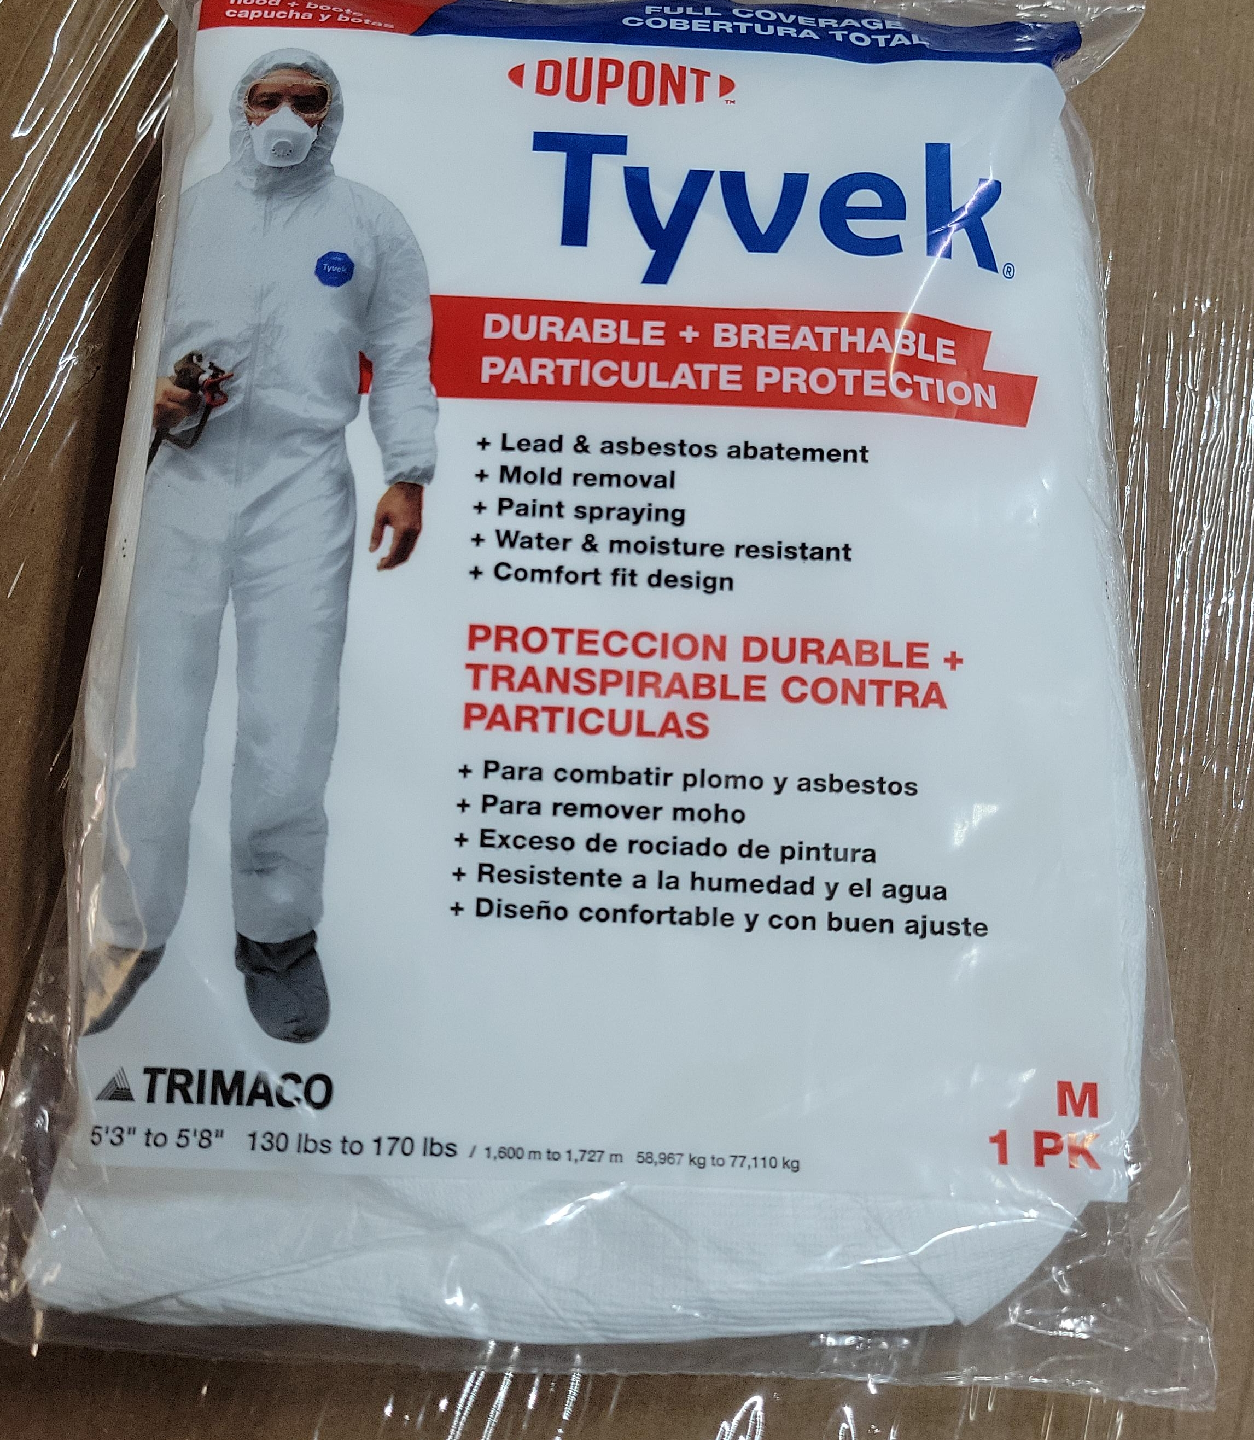 hood + boots
capucha y botas
FULL COVERAGE
COBERTURA TOTAL
DUPONT™
Tyvek®
Tyvek
DURABLE + BREATHABLE
PARTICULATE PROTECTION
+ Lead & asbestos abatement
+ Mold removal
+ Paint spraying
+ Water & moisture resistant
+ Comfort fit design
PROTECCION DURABLE +
TRANSPIRABLE CONTRA
PARTICULAS
+ Para combatir plomo y asbestos
+ Para remover moho
+ Exceso de rociado de pintura
+ Resistente a la humedad y el agua
+ Diseño confortable y con buen ajuste
TRIMACO
M
1 PK
5'3" to 5'8" 130 lbs to 170 lbs / 1,600 m to 1,727 m 58,967 kg to 77,110 kg